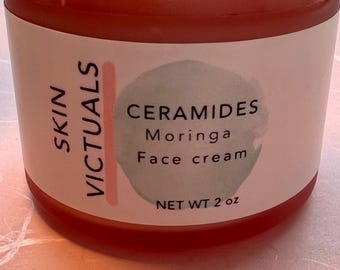 SKIN
VICTUALS
CERAMIDES
Moringa
Face cream
NET WT 2 oz